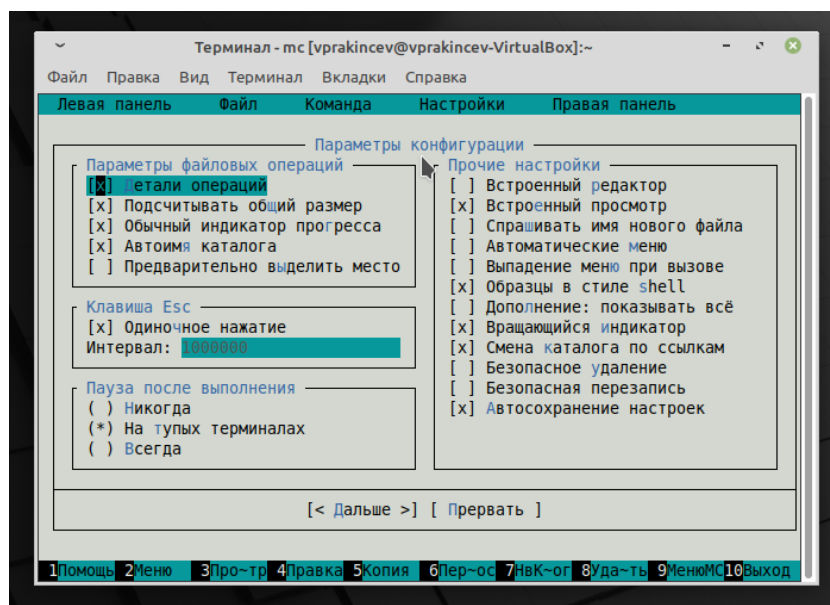 Терминал - mc [vprakincev@vprakincev-VirtualBox]:~
Файл Правка Вид Терминал Вкладки Справка
Левая панель Файл Команда Настройки Правая панель
Параметры конфигурации
Параметры файловых операций
[x] Детали операций
[x] Подсчитывать общий размер
[x] Обычный индикатор прогресса
[x] Автоимя каталога
[ ] Предварительно выделить место
Клавиша Esc
[x] Одиночное нажатие
Интервал: 1000000
Пауза после выполнения
( ) Никогда
(*) На тупых терминалах
( ) Всегда
Прочие настройки
[ ] Встроенный редактор
[x] Встроенный просмотр
[ ] Спрашивать имя нового файла
[ ] Автоматические меню
[ ] Выпадение меню при вызове
[x] Образцы в стиле shell
[ ] Дополнение: показывать всё
[x] Вращающийся индикатор
[x] Смена каталога по ссылкам
[ ] Безопасное удаление
[ ] Безопасная перезапись
[x] Автосохранение настроек
[< Дальше >] [ Прервать ]
1Помощь 2Меню 3Про~тр 4Правка 5Копия 6Пер~ос 7НвК~ог 8Уда~ть 9МенюМС 10Выход